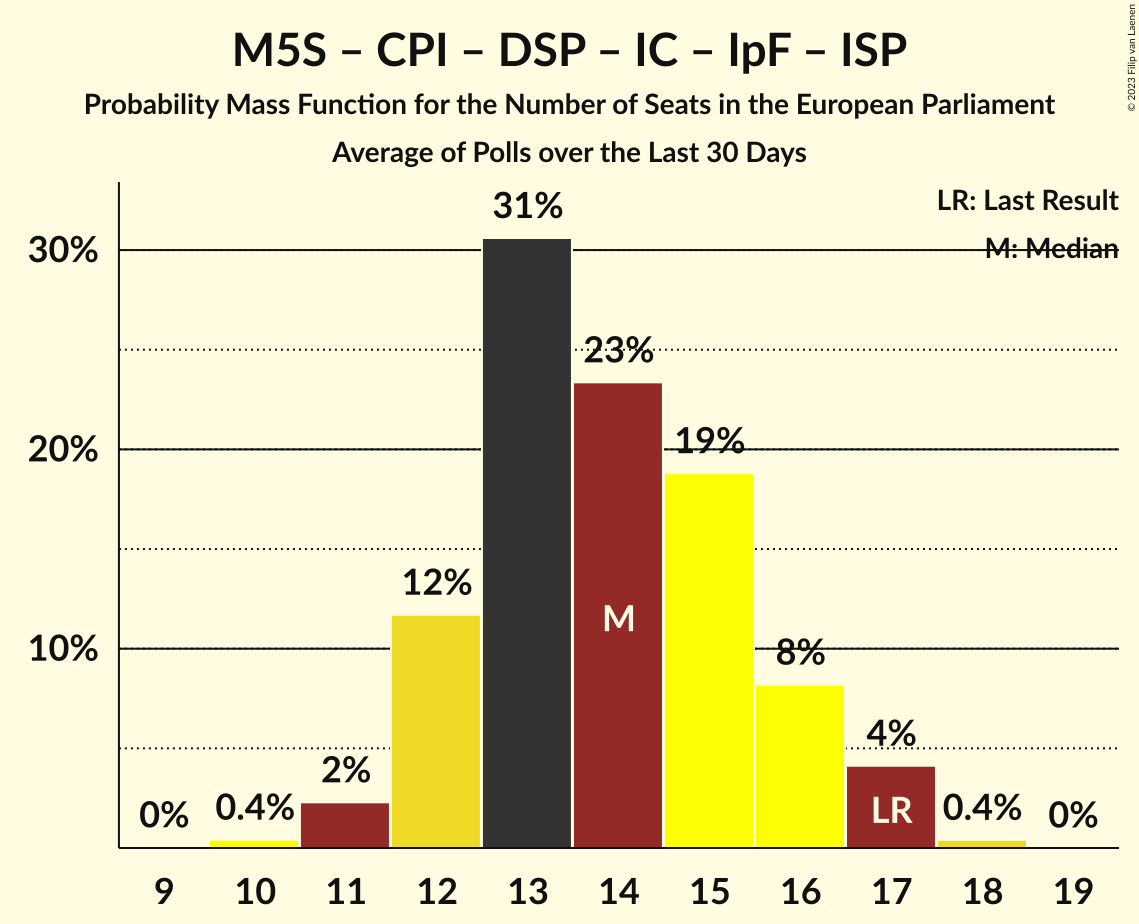 M5S – CPI – DSP – IC – IpF – ISP
Probability Mass Function for the Number of Seats in the European Parliament
Average of Polls over the Last 30 Days
© 2023 Filip van Laenen
LR: Last Result
M: Median
30%
20%
10%
0%
0.4%
2%
12%
31%
23%
19%
8%
4%
0.4%
0%
M
LR
9 10 11 12 13 14 15 16 17 18 19